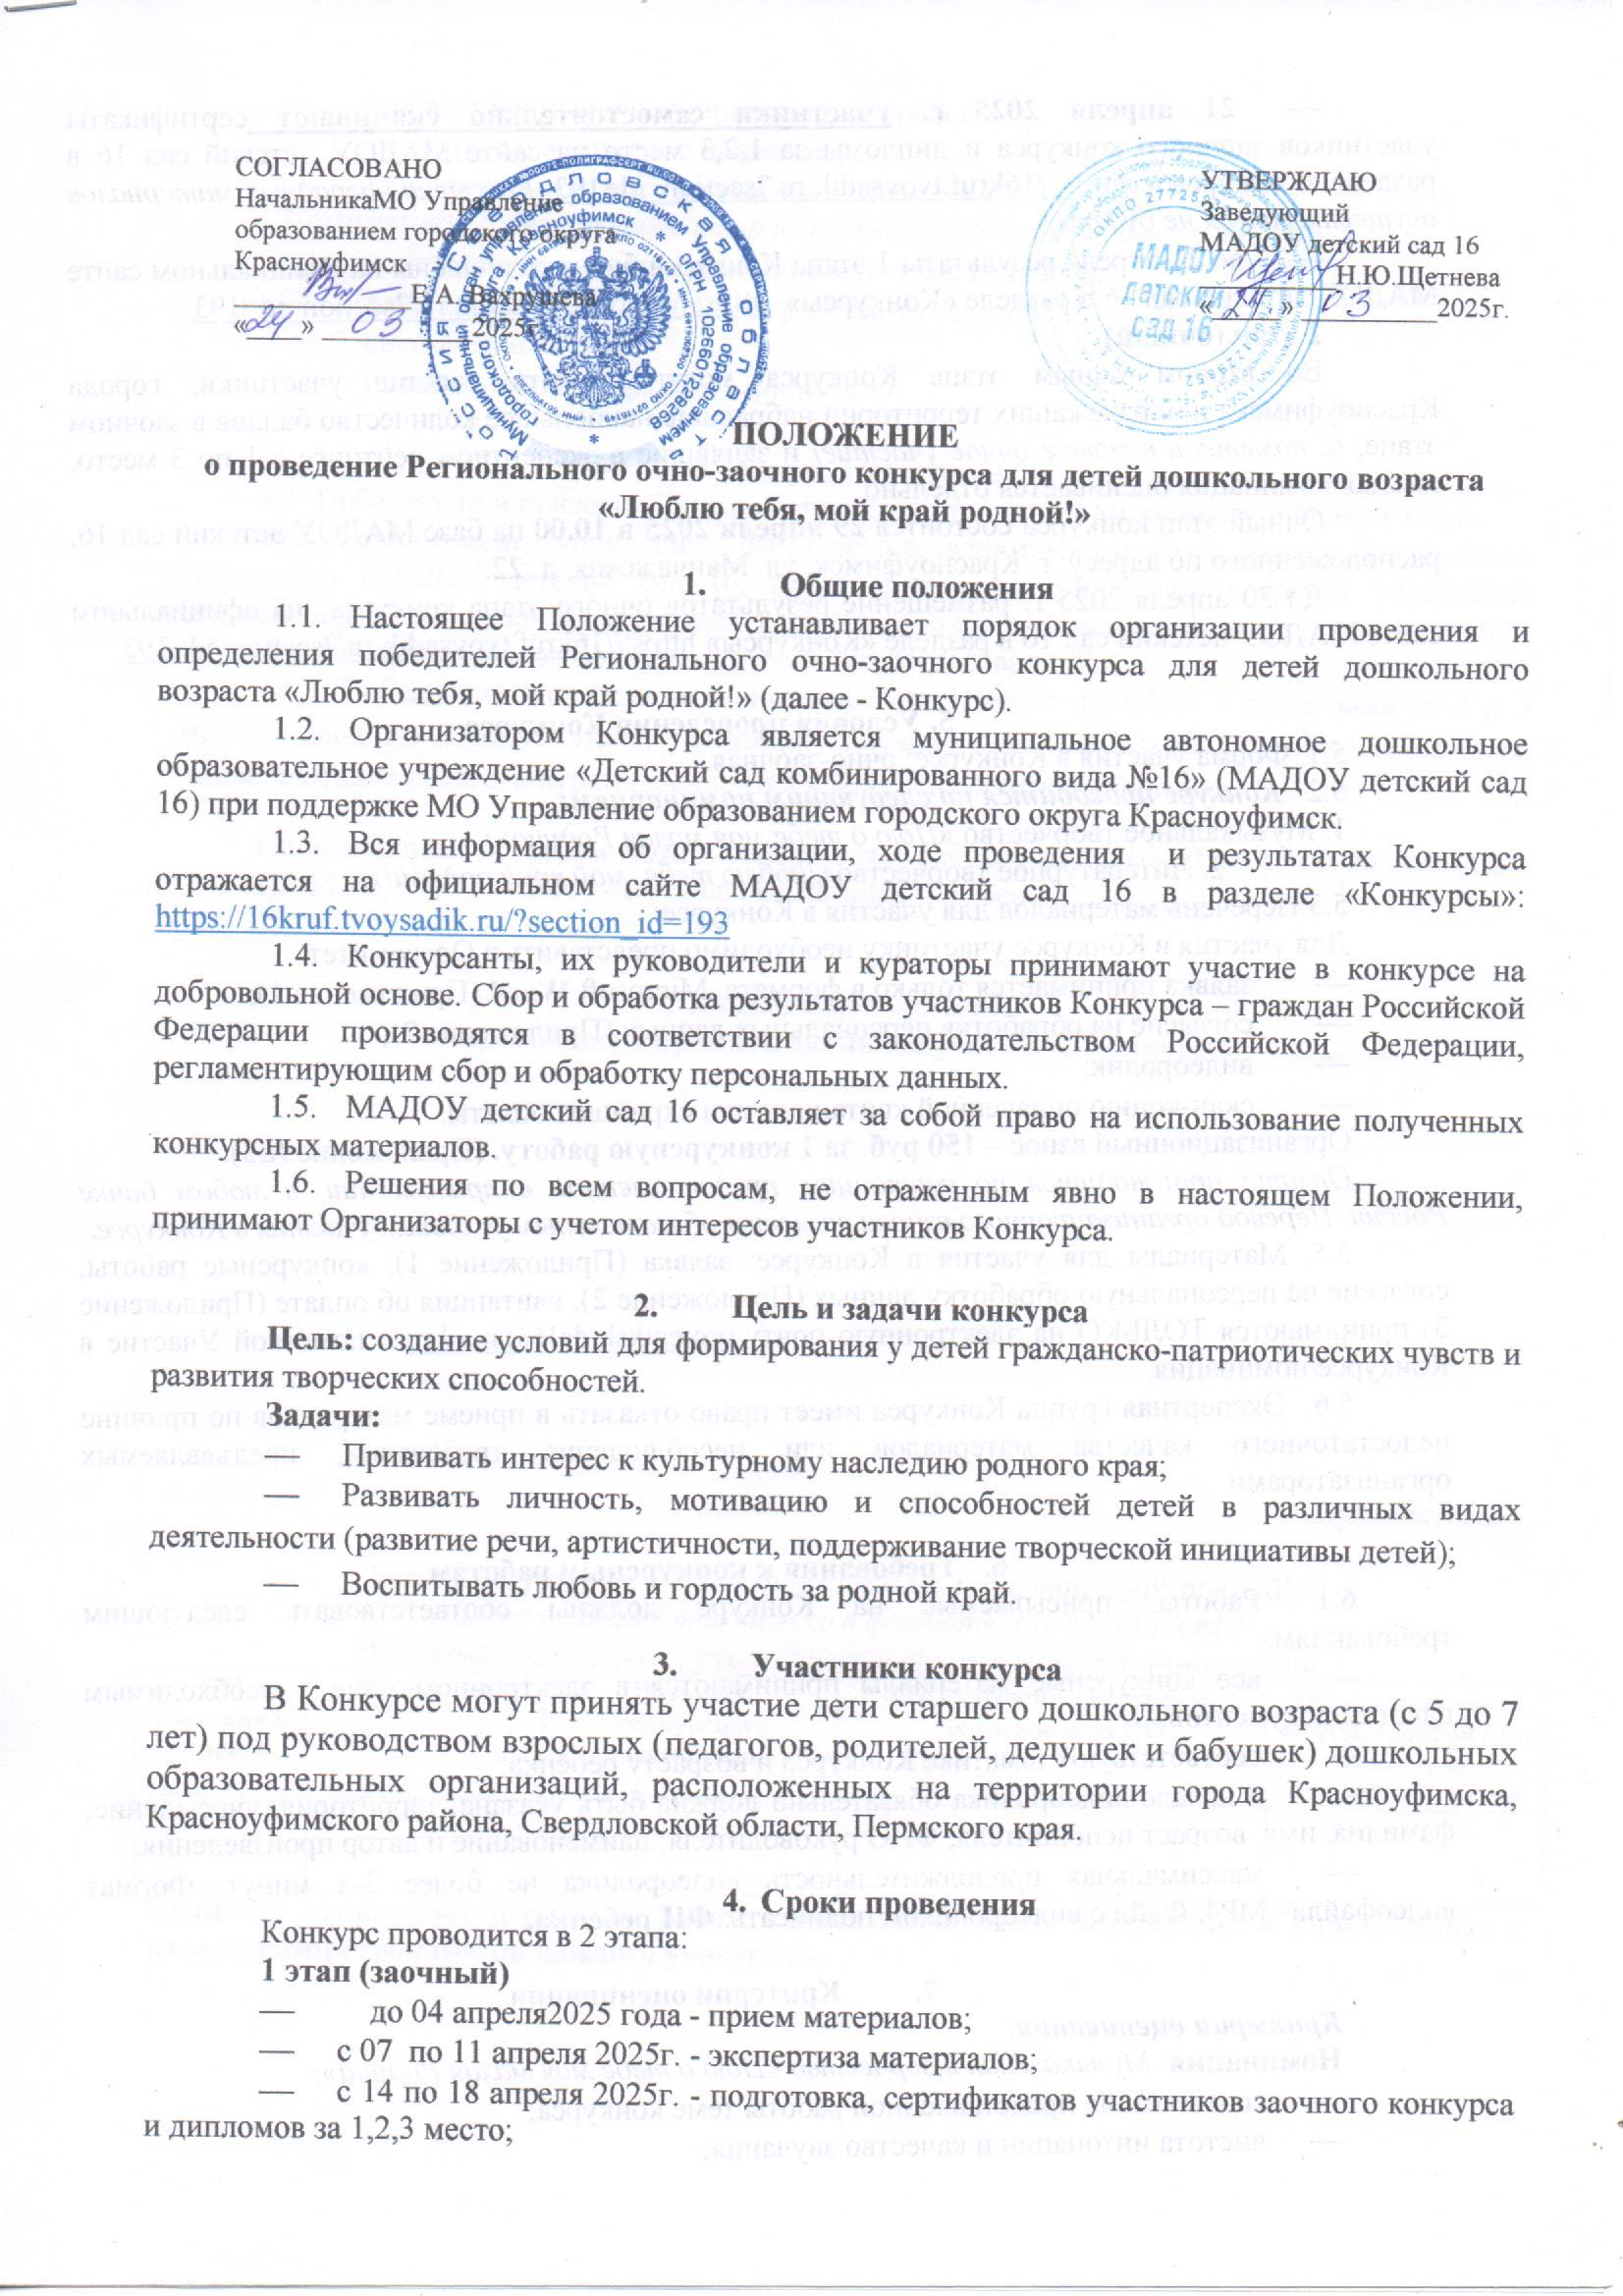 СОГЛАСОВАНО
НачальникаМО Управление
образованием городского округа
Красноуфимск
Е.А. Вахрушева
«24» 03 2025г.
УТВЕРЖДАЮ
Заведующий
МАДОУ детский сад 16
Н.Ю.Щетнева
«24» 03 2025г.
МАДОУ
детский
сад 16
ПОЛОЖЕНИЕ
о проведение Регионального очно-заочного конкурса для детей дошкольного возраста
«Люблю тебя, мой край родной!»
1. Общие положения
1.1. Настоящее Положение устанавливает порядок организации проведения и
определения победителей Регионального очно-заочного конкурса для детей дошкольного
возраста «Люблю тебя, мой край родной!» (далее - Конкурс).
1.2. Организатором Конкурса является муниципальное автономное дошкольное
образовательное учреждение «Детский сад комбинированного вида №16» (МАДОУ детский сад
16) при поддержке МО Управление образованием городского округа Красноуфимск.
1.3. Вся информация об организации, ходе проведения и результатах Конкурса
отражается на официальном сайте МАДОУ детский сад 16 в разделе «Конкурсы»:
https://16kruf.tvoysadik.ru/?section_id=193
1.4. Конкурсанты, их руководители и кураторы принимают участие в конкурсе на
добровольной основе. Сбор и обработка результатов участников Конкурса – граждан Российской
Федерации производятся в соответствии с законодательством Российской Федерации,
регламентирующим сбор и обработку персональных данных.
1.5. МАДОУ детский сад 16 оставляет за собой право на использование полученных
конкурсных материалов.
1.6. Решения по всем вопросам, не отраженным явно в настоящем Положении,
принимают Организаторы с учетом интересов участников Конкурса.
2. Цель и задачи конкурса
Цель: создание условий для формирования у детей гражданско-патриотических чувств и
развития творческих способностей.
Задачи:
— Прививать интерес к культурному наследию родного края;
— Развивать личность, мотивацию и способностей детей в различных видах
деятельности (развитие речи, артистичности, поддерживание творческой инициативы детей);
— Воспитывать любовь и гордость за родной край.
3. Участники конкурса
В Конкурсе могут принять участие дети старшего дошкольного возраста (с 5 до 7
лет) под руководством взрослых (педагогов, родителей, дедушек и бабушек) дошкольных
образовательных организаций, расположенных на территории города Красноуфимска,
Красноуфимского района, Свердловской области, Пермского края.
4. Сроки проведения
Конкурс проводится в 2 этапа:
1 этап (заочный)
— до 04 апреля2025 года - прием материалов;
— с 07 по 11 апреля 2025г. - экспертиза материалов;
— с 14 по 18 апреля 2025г. - подготовка, сертификатов участников заочного конкурса
и дипломов за 1,2,3 место;